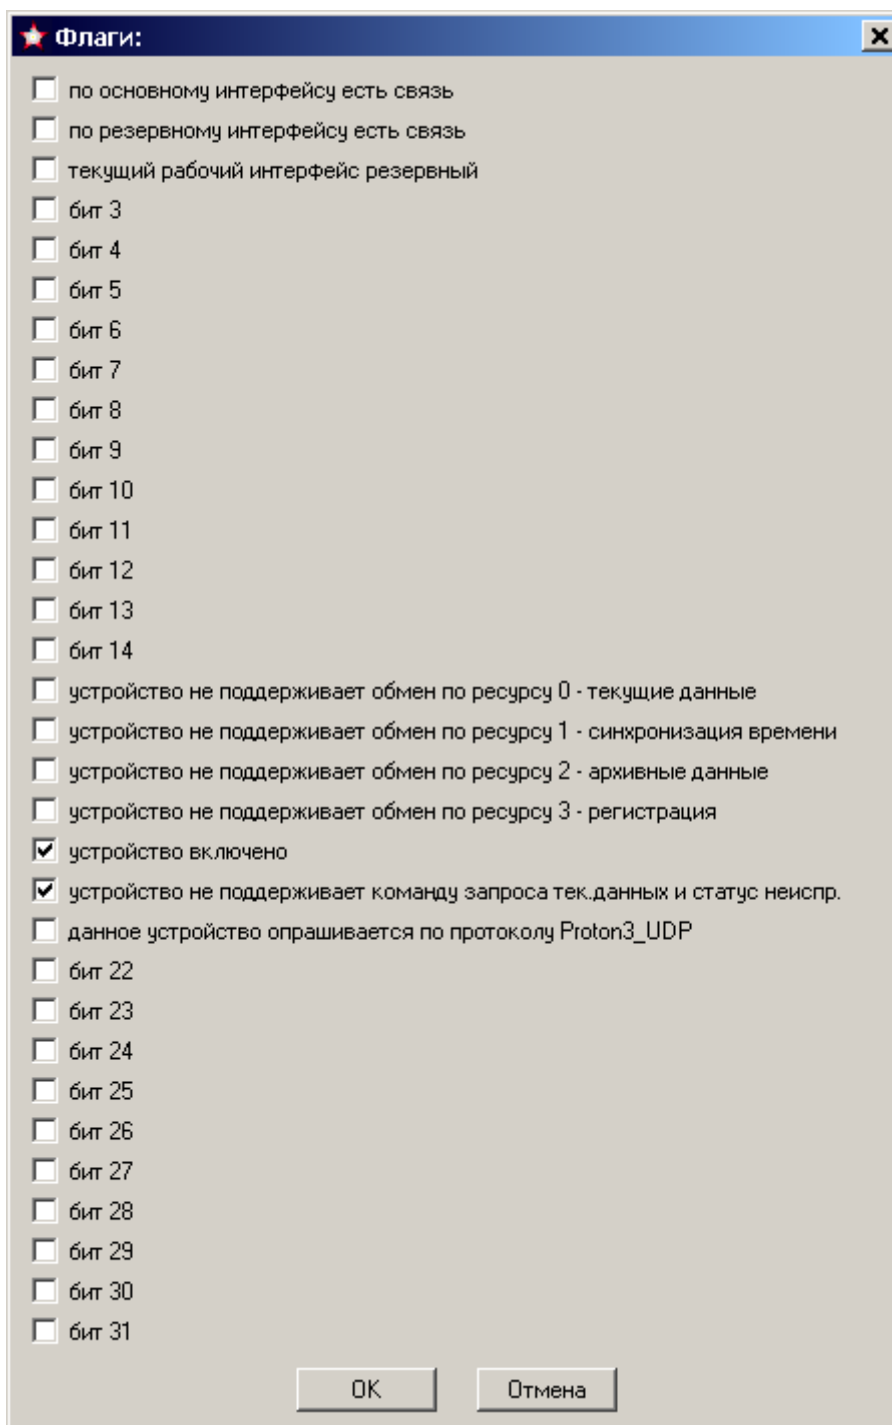 Флаги:
по основному интерфейсу есть связь
по резервному интерфейсу есть связь
текущий рабочий интерфейс резервный
бит 3
бит 4
бит 5
бит 6
бит 7
бит 8
бит 9
бит 10
бит 11
бит 12
бит 13
бит 14
устройство не поддерживает обмен по ресурсу 0 - текущие данные
устройство не поддерживает обмен по ресурсу 1 - синхронизация времени
устройство не поддерживает обмен по ресурсу 2 - архивные данные
устройство не поддерживает обмен по ресурсу 3 - регистрация
устройство включено
устройство не поддерживает команду запроса тек.данных и статус неиспр.
данное устройство опрашивается по протоколу Proton3_UDP
бит 22
бит 23
бит 24
бит 25
бит 26
бит 27
бит 28
бит 29
бит 30
бит 31
OK Отмена